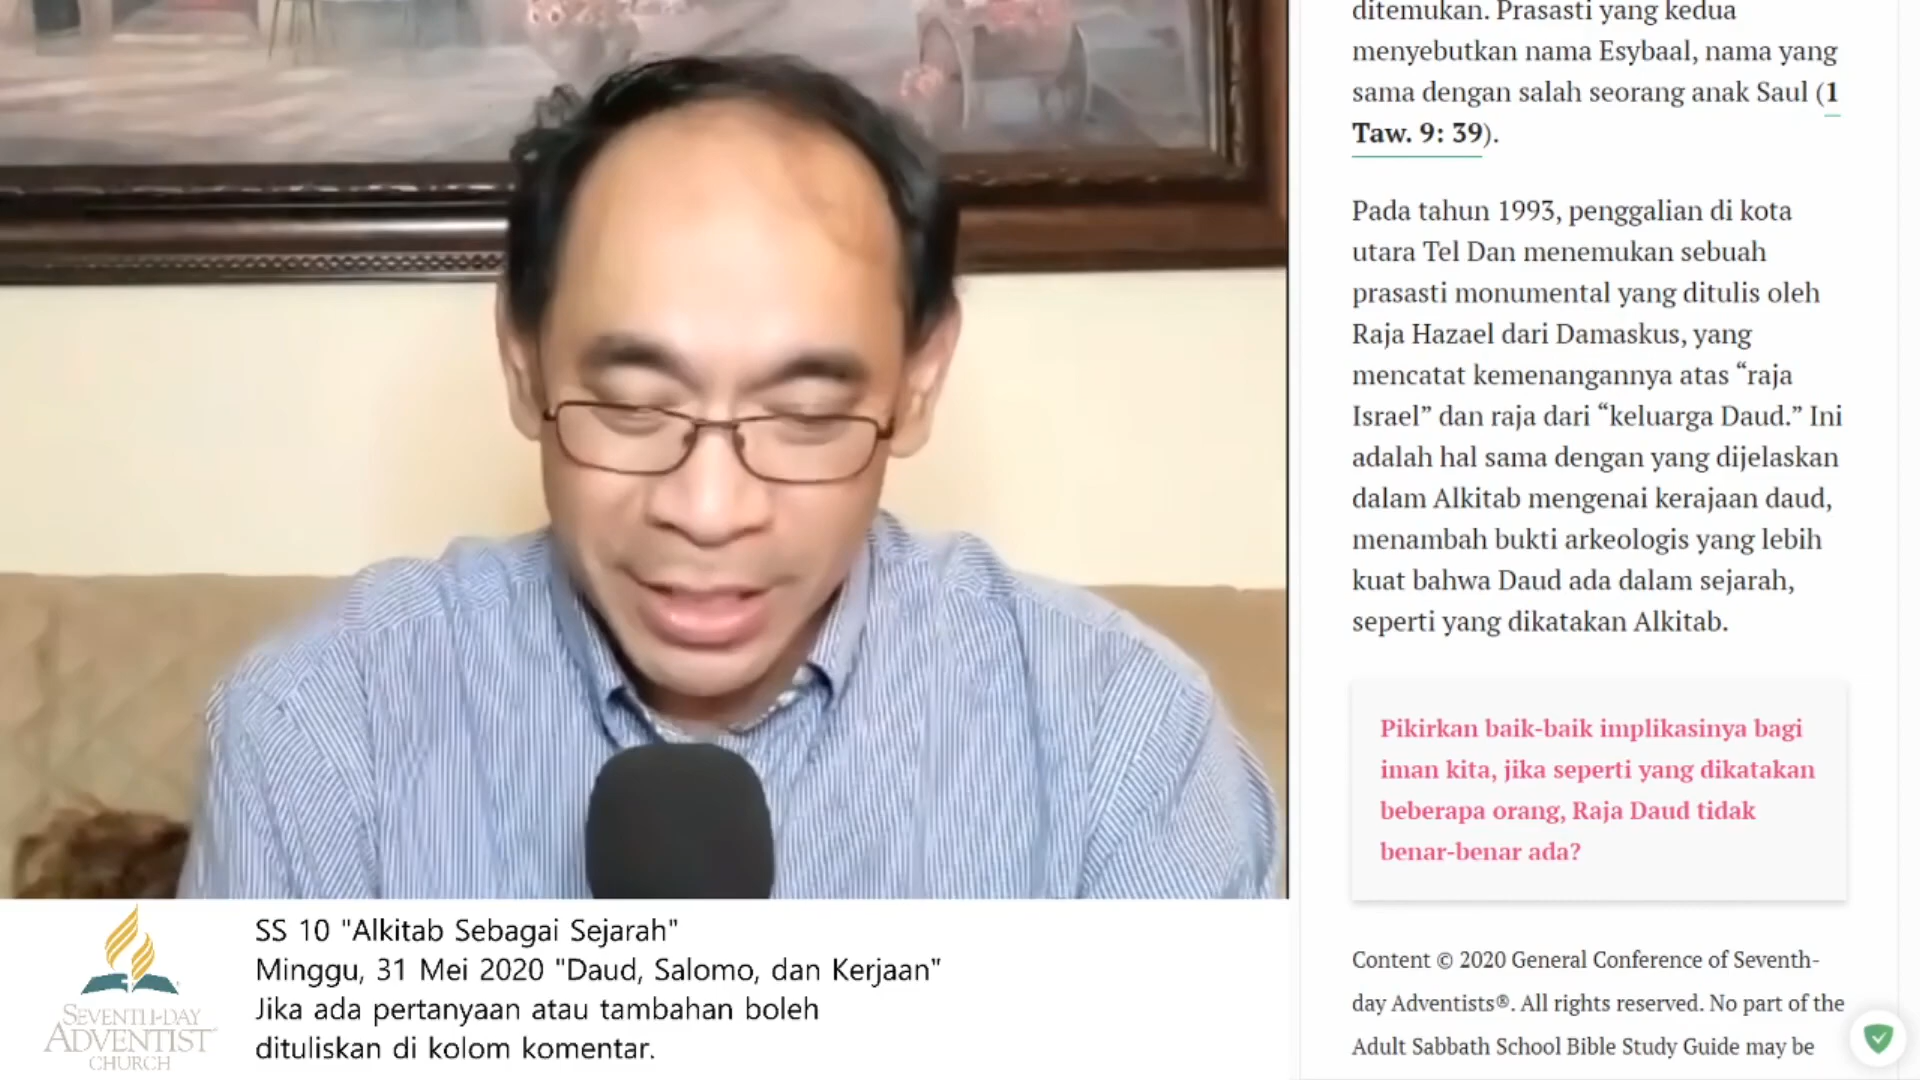 ditemukan. Prasasti yang kedua
menyebutkan nama Esybaal, nama yang
sama dengan salah seorang anak Saul (1
Taw. 9: 39).
Pada tahun 1993, penggalian di kota
utara Tel Dan menemukan sebuah
prasasti monumental yang ditulis oleh
Raja Hazael dari Damaskus, yang
mencatat kemenangannya atas “raja
Israel” dan raja dari “keluarga Daud.” Ini
adalah hal sama dengan yang dijelaskan
dalam Alkitab mengenai kerajaan daud,
menambah bukti arkeologis yang lebih
kuat bahwa Daud ada dalam sejarah,
seperti yang dikatakan Alkitab.
Pikirkan baik-baik implikasinya bagi
iman kita, jika seperti yang dikatakan
beberapa orang, Raja Daud tidak
benar-benar ada?
Content © 2020 General Conference of Seventh-
day Adventists®. All rights reserved. No part of the
Adult Sabbath School Bible Study Guide may be
SS 10 "Alkitab Sebagai Sejarah"
Minggu, 31 Mei 2020 "Daud, Salomo, dan Kerjaan"
Jika ada pertanyaan atau tambahan boleh
dituliskan di kolom komentar.
SEVENTH-DAY
ADVENTIST
CHURCH